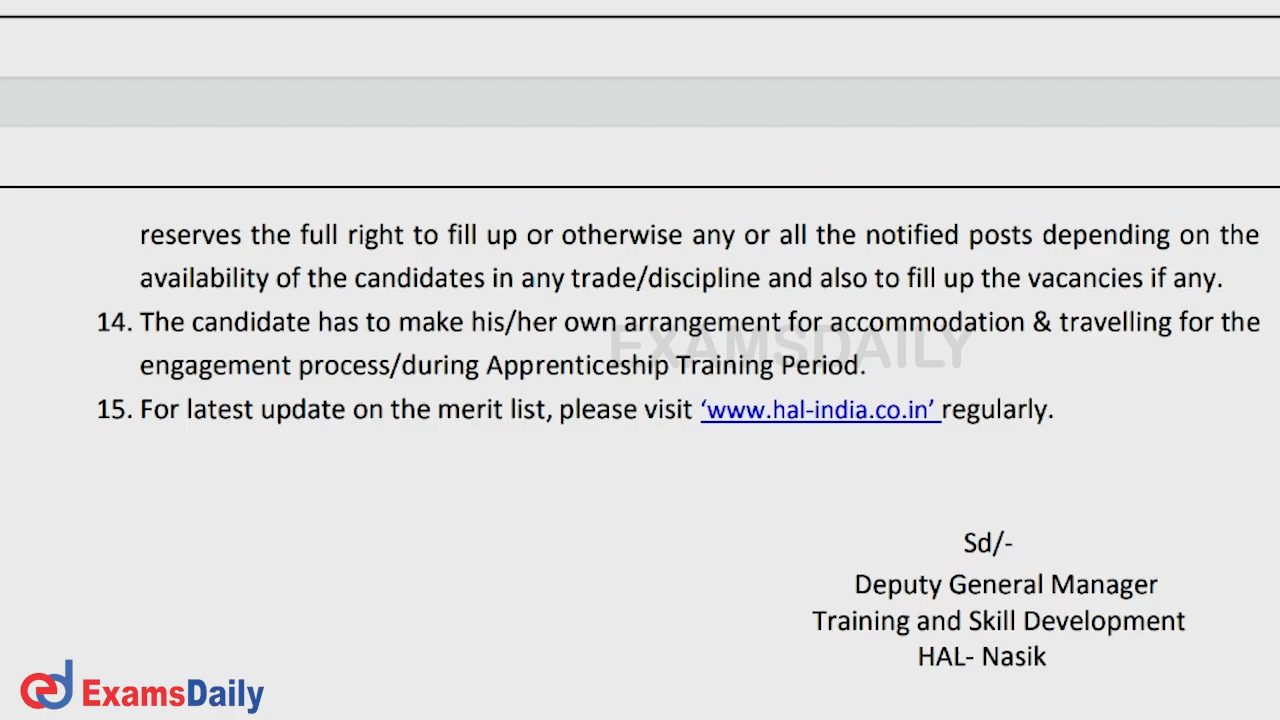 reserves the full right to fill up or otherwise any or all the notified posts depending on the
availability of the candidates in any trade/discipline and also to fill up the vacancies if any.
14. The candidate has to make his/her own arrangement for accommodation & travelling for the
EXAMSDAILY
engagement process/during Apprenticeship Training Period.
15. For latest update on the merit list, please visit ‘www.hal-india.co.in’ regularly.
Sd/-
Deputy General Manager
Training and Skill Development
HAL- Nasik
ed ExamsDaily